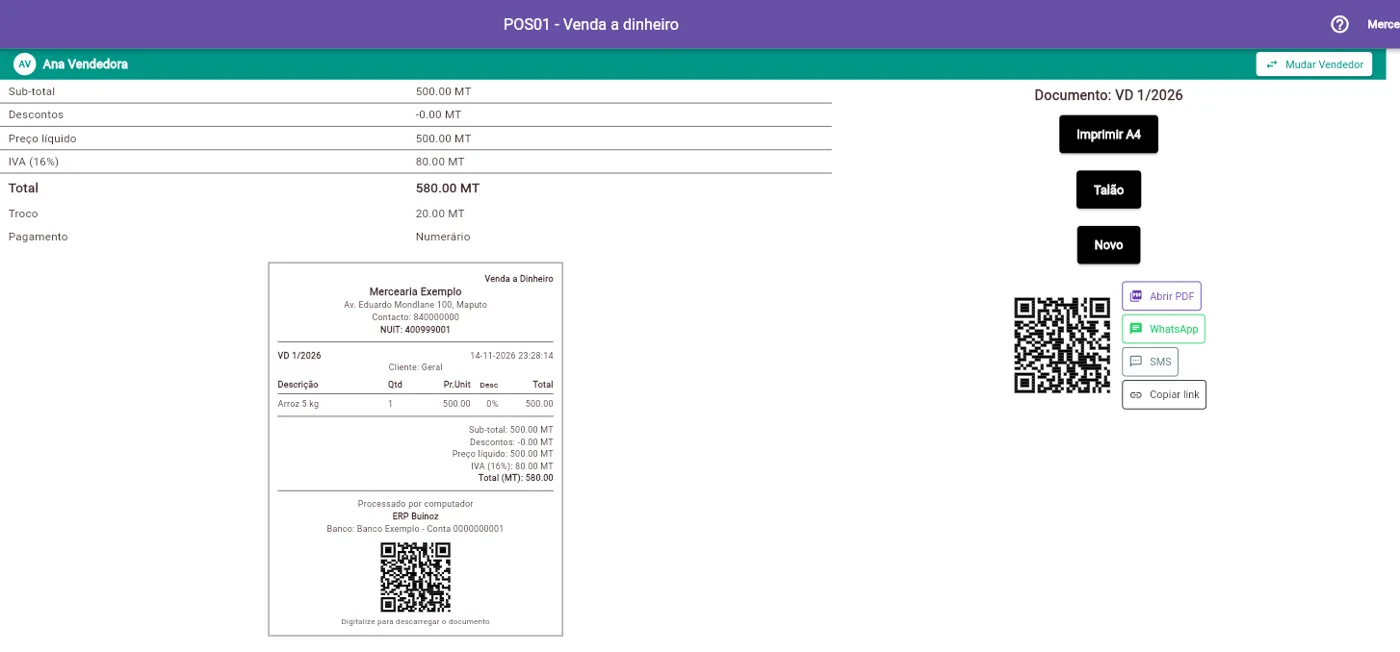 POS01 - Venda a dinheiro
Merce
AV Ana Vendedora
Mudar Vendedor
Sub-total 500.00 MT
Descontos -0.00 MT
Preço líquido 500.00 MT
IVA (16%) 80.00 MT
Total 580.00 MT
Troco 20.00 MT
Pagamento Numerário
Venda a Dinheiro
Mercearia Exemplo
Av. Eduardo Mondlane 100, Maputo
Contacto: 840000000
NUIT: 400999001
VD 1/2026 14-11-2026 23:28:14
Cliente: Geral
Descrição Qtd Pr.Unit Desc Total
Arroz 5 kg 1 500.00 0% 500.00
Sub-total: 500.00 MT
Descontos: -0.00 MT
Preço líquido: 500.00 MT
IVA (16%): 80.00 MT
Total (MT): 580.00
Processado por computador
ERP Buinoz
Banco: Banco Exemplo - Conta 0000000001
Digitalize para descarregar o documento
Documento: VD 1/2026
Imprimir A4
Talão
Novo
Abrir PDF
WhatsApp
SMS
Copiar link